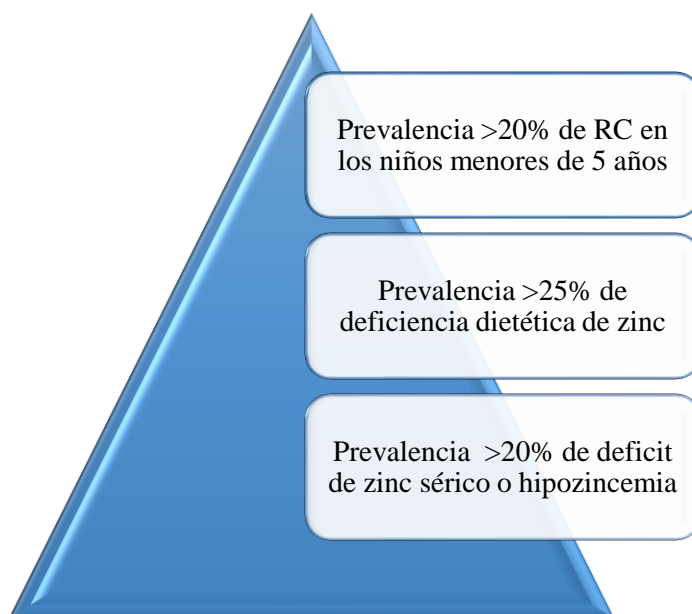 Prevalencia >20% de RC en
los niños menores de 5 años
Prevalencia >25% de
deficiencia dietética de zinc
Prevalencia >20% de deficit
de zinc sérico o hipozincemia